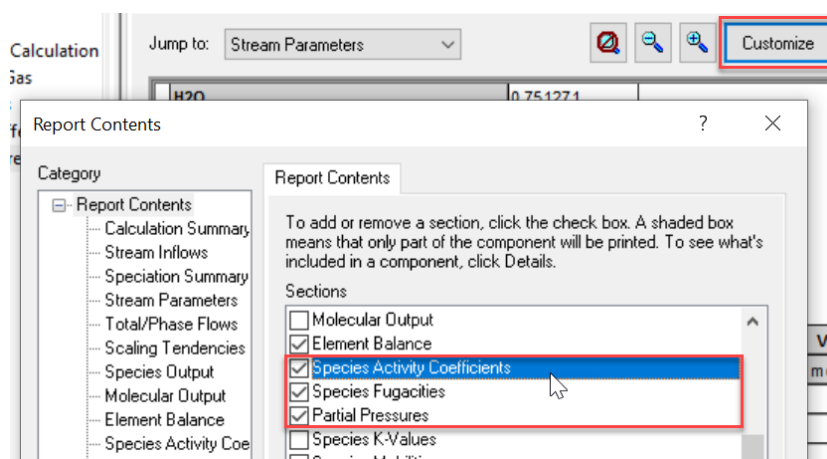 Calculation
Jump to: Stream Parameters
Customize
H2O
0.751271
Report Contents
?
Category
Report Contents
Calculation Summary
Stream Inflows
Speciation Summary
Stream Parameters
Total/Phase Flows
Scaling Tendencies
Species Output
Molecular Output
Element Balance
Species Activity Coe
Report Contents
To add or remove a section, click the check box. A shaded box
means that only part of the component will be printed. To see what's
included in a component, click Details.
Sections
Molecular Output
Element Balance
Species Activity Coefficients
Species Fugacities
Partial Pressures
Species K-Values